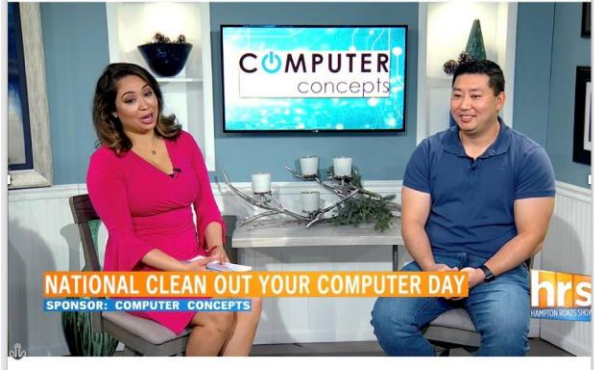 COMPUTER
concepts
NATIONAL CLEAN OUT YOUR COMPUTER DAY
SPONSOR: COMPUTER CONCEPTS
hrs
HAMPTON ROADS SHOW